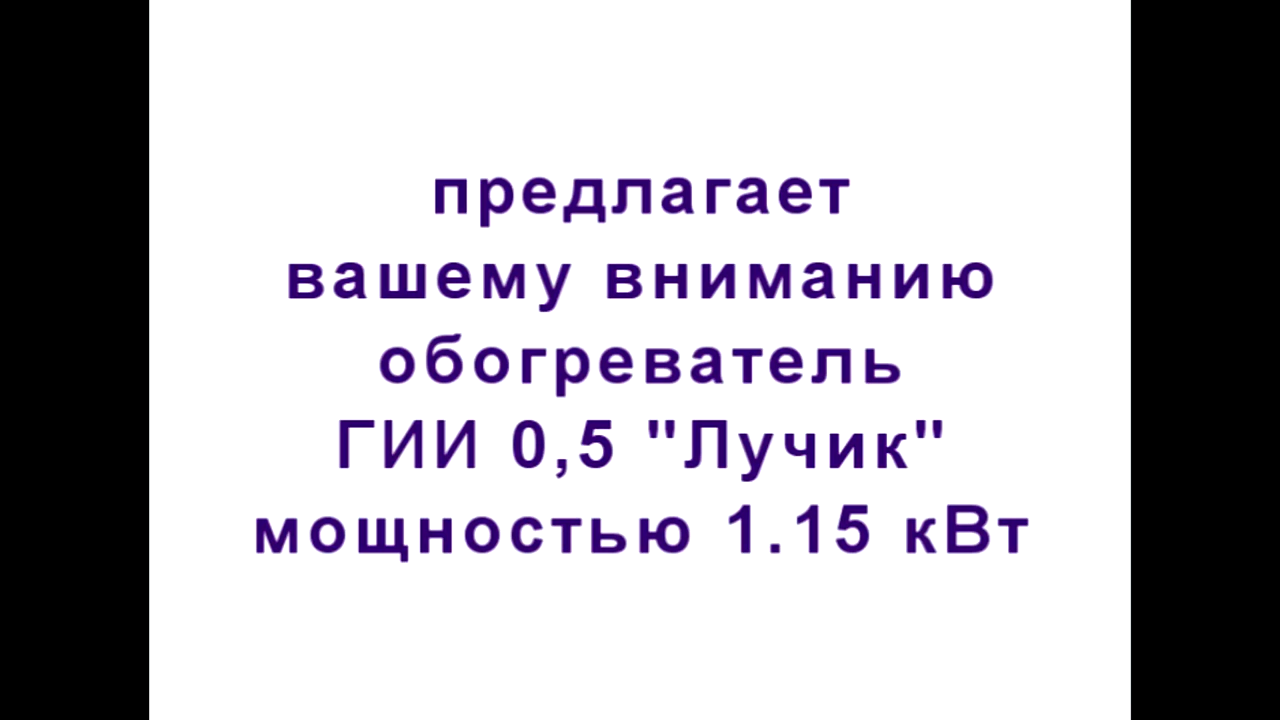 предлагает
вашему вниманию
обогреватель
ГИИ 0,5 "Лучик"
мощностью 1.15 кВт